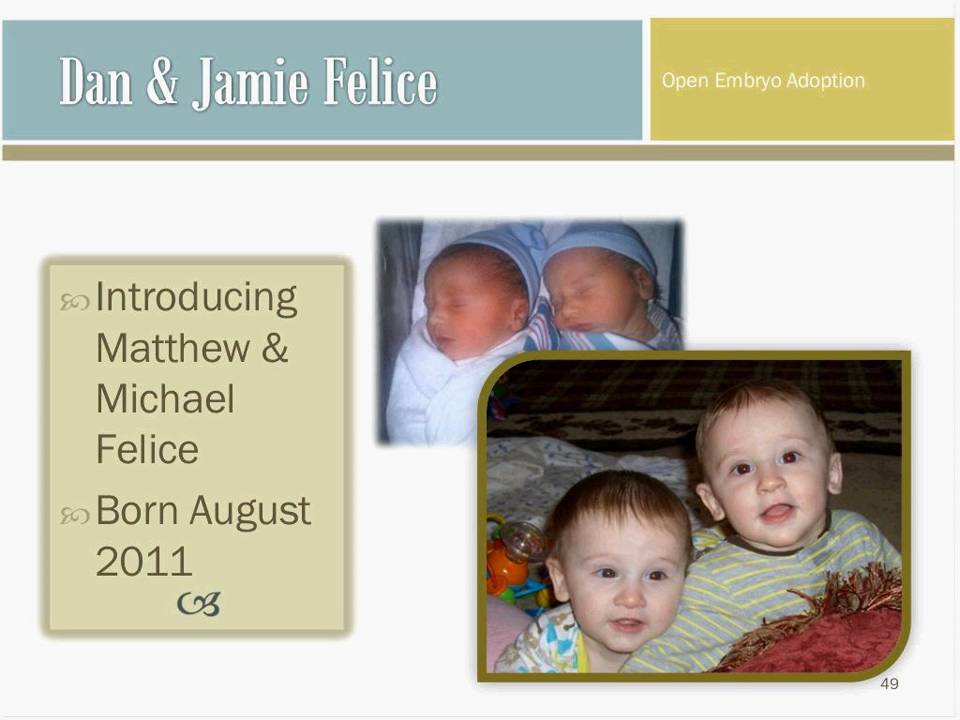 Dan & Jamie Felice
Open Embryo Adoption
Introducing
Matthew &
Michael
Felice
Born August
2011
49